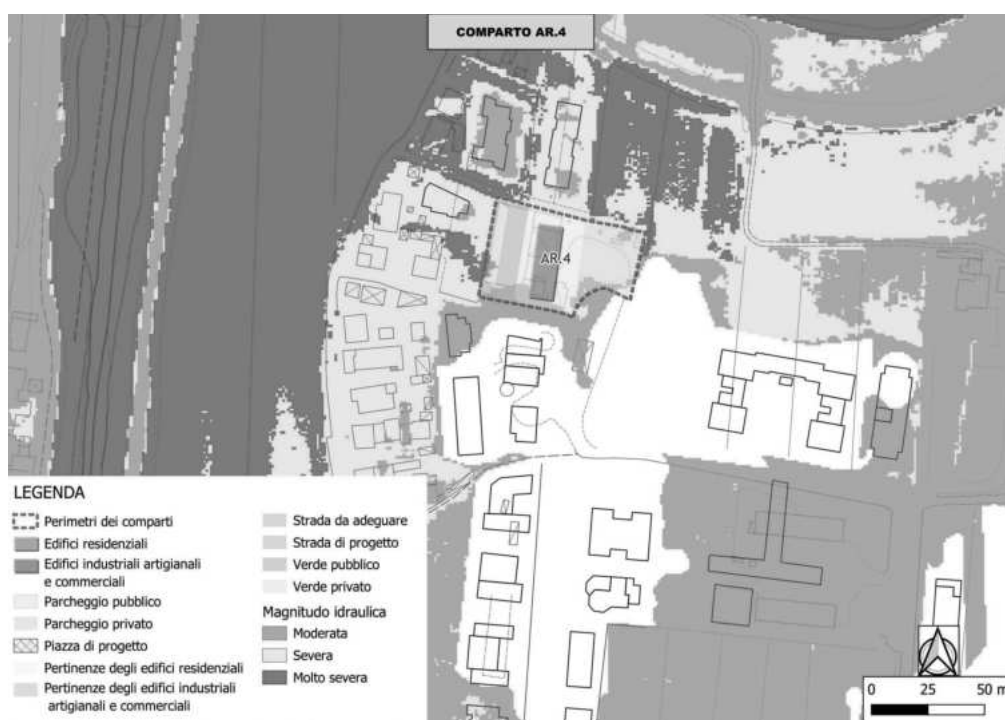 COMPARTO AR.4
AR.4
LEGENDA
Perimetri dei comparti
Edifici residenziali
Edifici industriali artigianali
e commerciali
Parcheggio pubblico
Parcheggio privato
Piazza di progetto
Pertinenze degli edifici residenziali
Pertinenze degli edifici industriali
artigianali e commerciali
Strada da adeguare
Strada di progetto
Verde pubblico
Verde privato
Magnitudo idraulica
Moderata
Severa
Molto severa
0 25 50 m